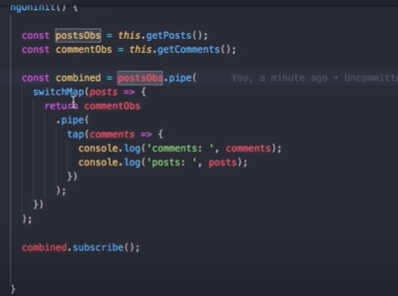 ngOnInit() {
const postsObs = this.getPosts();
const commentObs = this.getComments();
const combined = postsObs.pipe( You, a minute ago • Uncommitt
switchMap(posts => {
return commentObs
.pipe(
tap(comments => {
console.log('comments: ', comments);
console.log('posts: ', posts);
})
);
})
);
combined.subscribe();
}